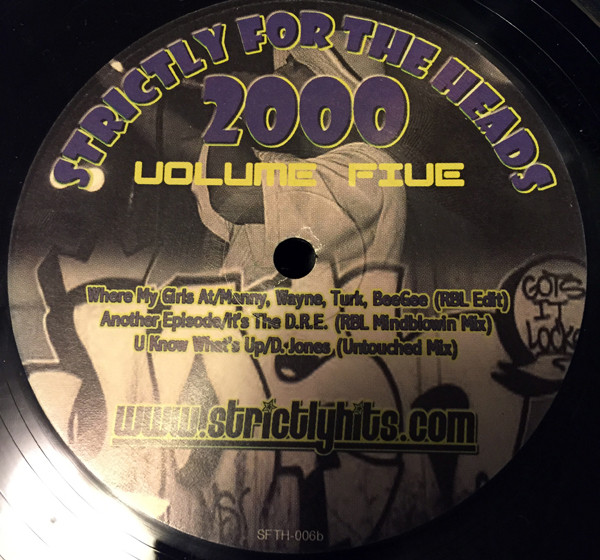 STRICTLY FOR THE HEADS
2000
VOLUME FIVE
Where My Girls At/Manny, Wayne, Turk, BeeGee (RBL Edit)
Another Episode/It's The D.R.E. (RBL Mindblowin Mix)
U Know What's Up/D. Jones (Untouched Mix)
GOTS
IT
LOCKD
www.strictlyhits.com
SFTH-006b